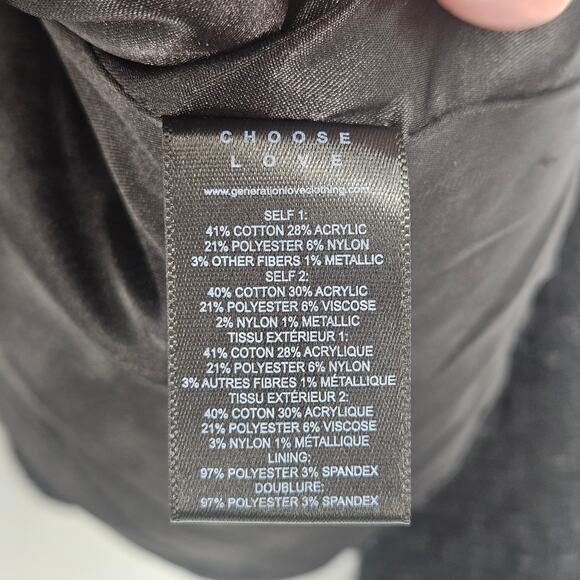 CHOOSE
LOVE
www.generationloveclothing.com
SELF 1:
41% COTTON 28% ACRYLIC
21% POLYESTER 6% NYLON
3% OTHER FIBERS 1% METALLIC
SELF 2:
40% COTTON 30% ACRYLIC
21% POLYESTER 6% VISCOSE
2% NYLON 1% METALLIC
TISSU EXTÉRIEUR 1:
41% COTON 28% ACRYLIQUE
21% POLYESTER 6% NYLON
3% AUTRES FIBRES 1% MÉTALLIQUE
TISSU EXTÉRIEUR 2:
40% COTON 30% ACRYLIQUE
21% POLYESTER 6% VISCOSE
3% NYLON 1% MÉTALLIQUE
LINING:
97% POLYESTER 3% SPANDEX
DOUBLURE:
97% POLYESTER 3% SPANDEX